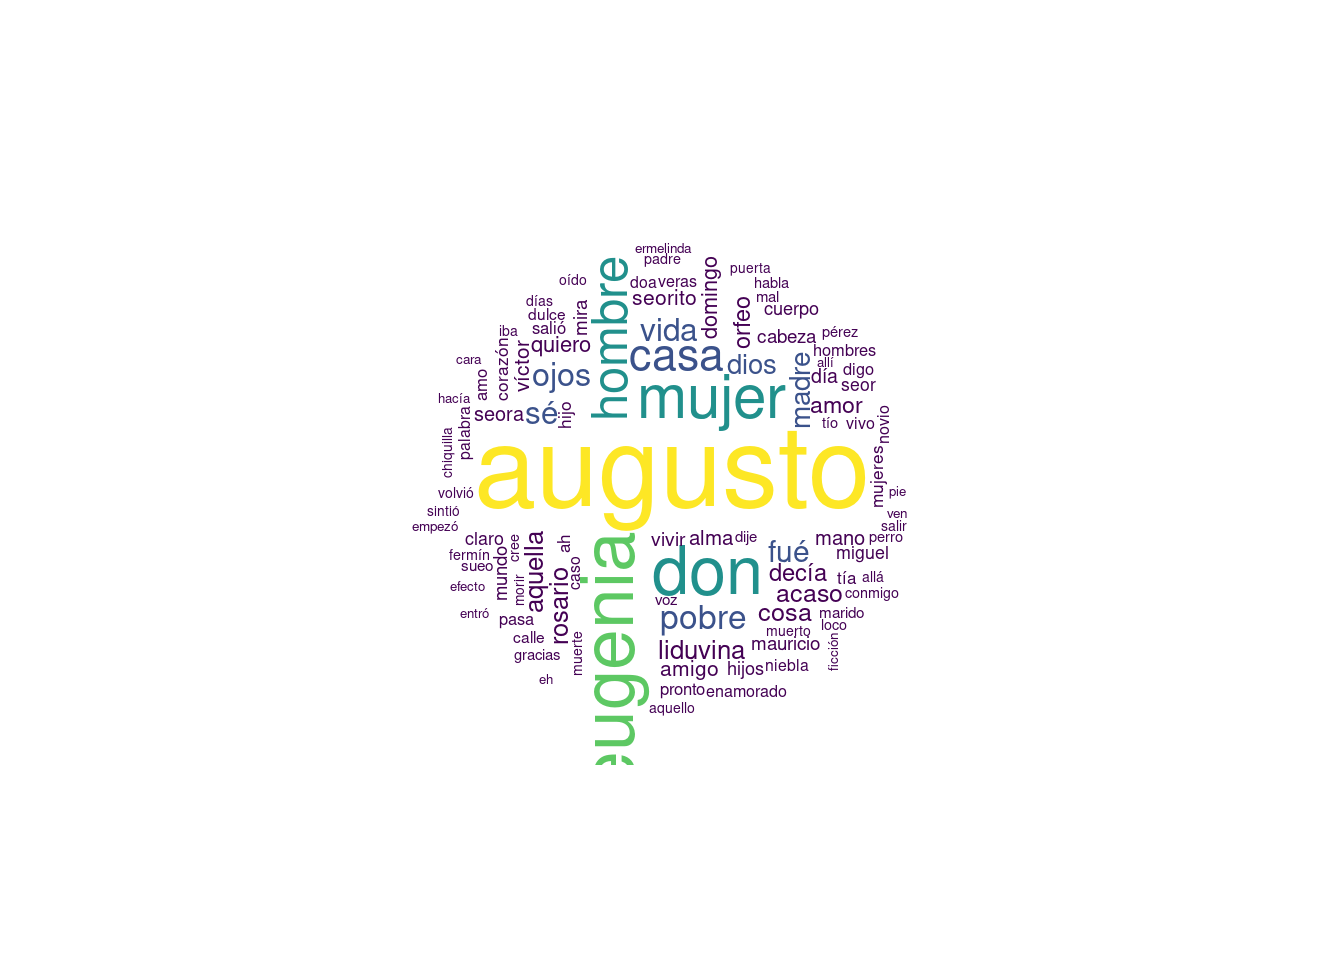 ermelinda
padre
puerta
oído
doa
veras
habla
domingo
hombre
seorito
mal
días
mira
orfeo
cuerpo
dulce
salió
vida
iba
cabeza
pérez
quiero
casa
hombres
corazón
víctor
cara
dios
allí
madre
ojos
día
digo
amo
mujer
seor
hacía
amor
palabra
seora
sé
hijo
tío
vivo
novio
chiquilla
augusto
mujeres
volvió
pie
sintió
ven
empezó
salir
claro
cree
aquella
ah
eugenia
vivir
alma
dije
mano
perro
fermín
fué
miguel
sueo
mundo
don
decía
efecto
morir
rosario
caso
tía
allá
voz
acaso
conmigo
entró
pasa
pobre
cosa
marido
calle
muerto
loco
gracias
muerte
liduvina
mauricio
ficción
eh
amigo
hijos
niebla
pronto
enamorado
aquello